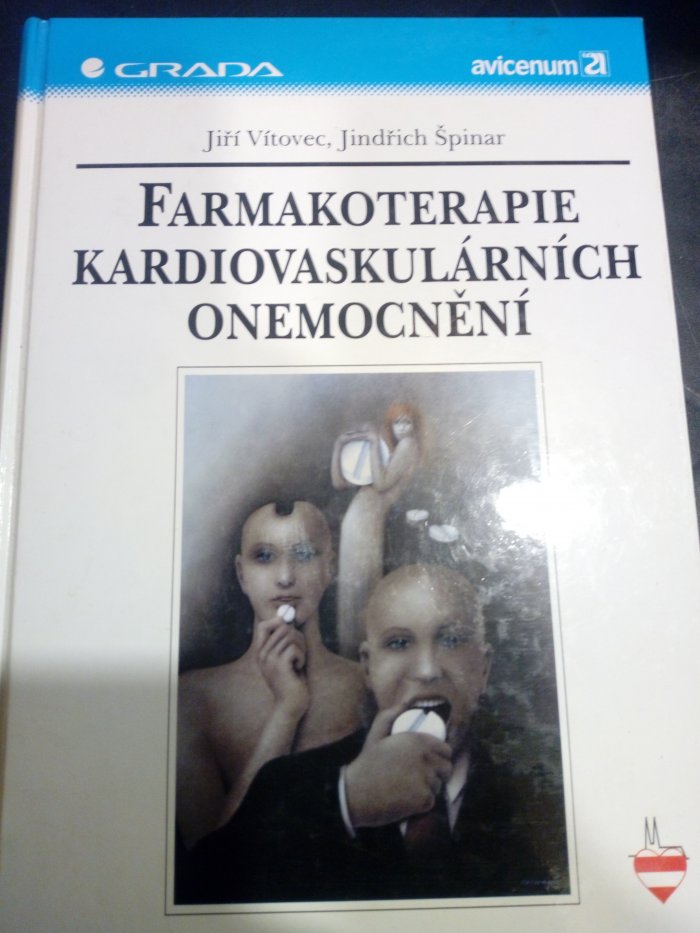 GRADA
avicenum
Jiří Vítovec, Jindřich Špinar
FARMAKOTERAPIE
KARDIOVASKULÁRNÍCH
ONEMOCNĚNÍ